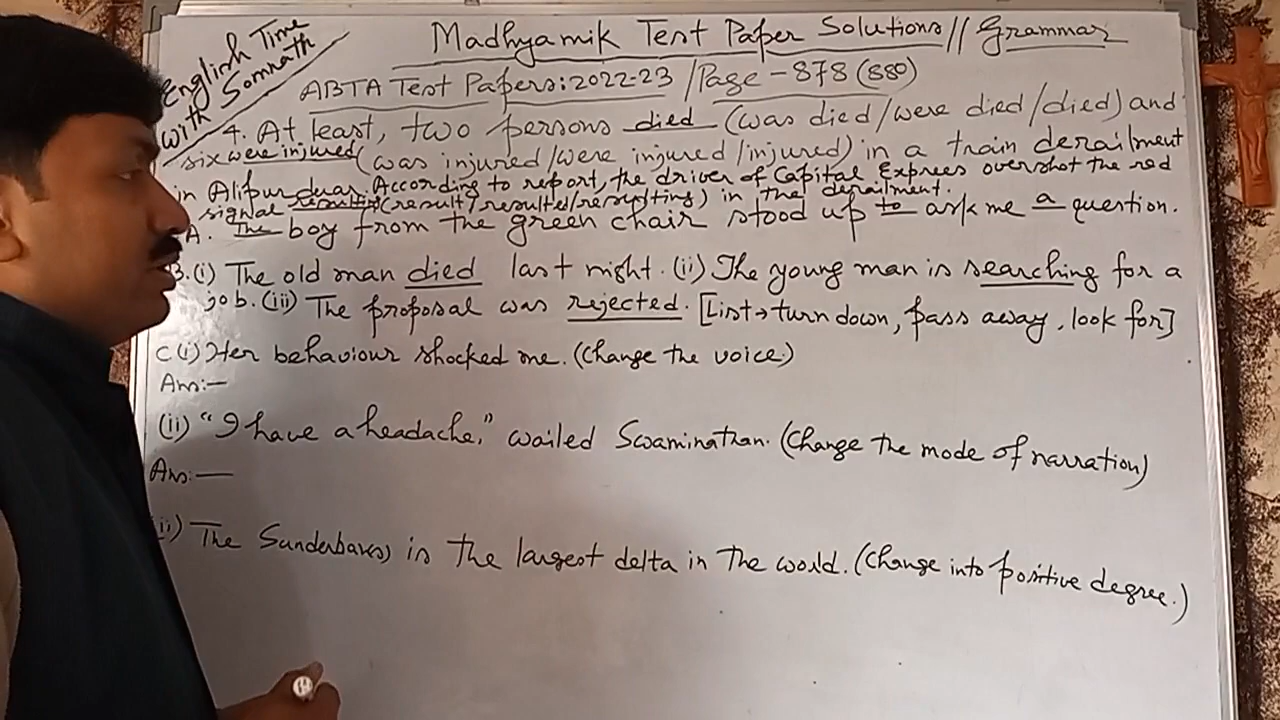 English Time
with Somnath
Madhyamik Test Paper Solutions // Grammar
ABTA Test Papers: 2022-23 / Page - 878 (880)
4. At least, two persons died (was died/were died/died) and
six were injured (was injured/were injured/injured) in a train derailment
in Alipurduar. According to report, the driver of Capital Exprees overshot the red
signal (result/resulted/resulting) in the derailment.
A. The boy from the green chair stood up to ask me a question.
B. (i) The old man died last night. (ii) The young man is searching for a
job. (iii) The proposal was rejected. [List→turn down, pass away, look for]
C (i) Her behaviour shocked me. (Change the voice)
Ans:—
(ii) "I have a headache," wailed Swaminathan. (Change the mode of narration)
Ans:—
The Sunderbans is the largest delta in the world. (Change into positive degree.)